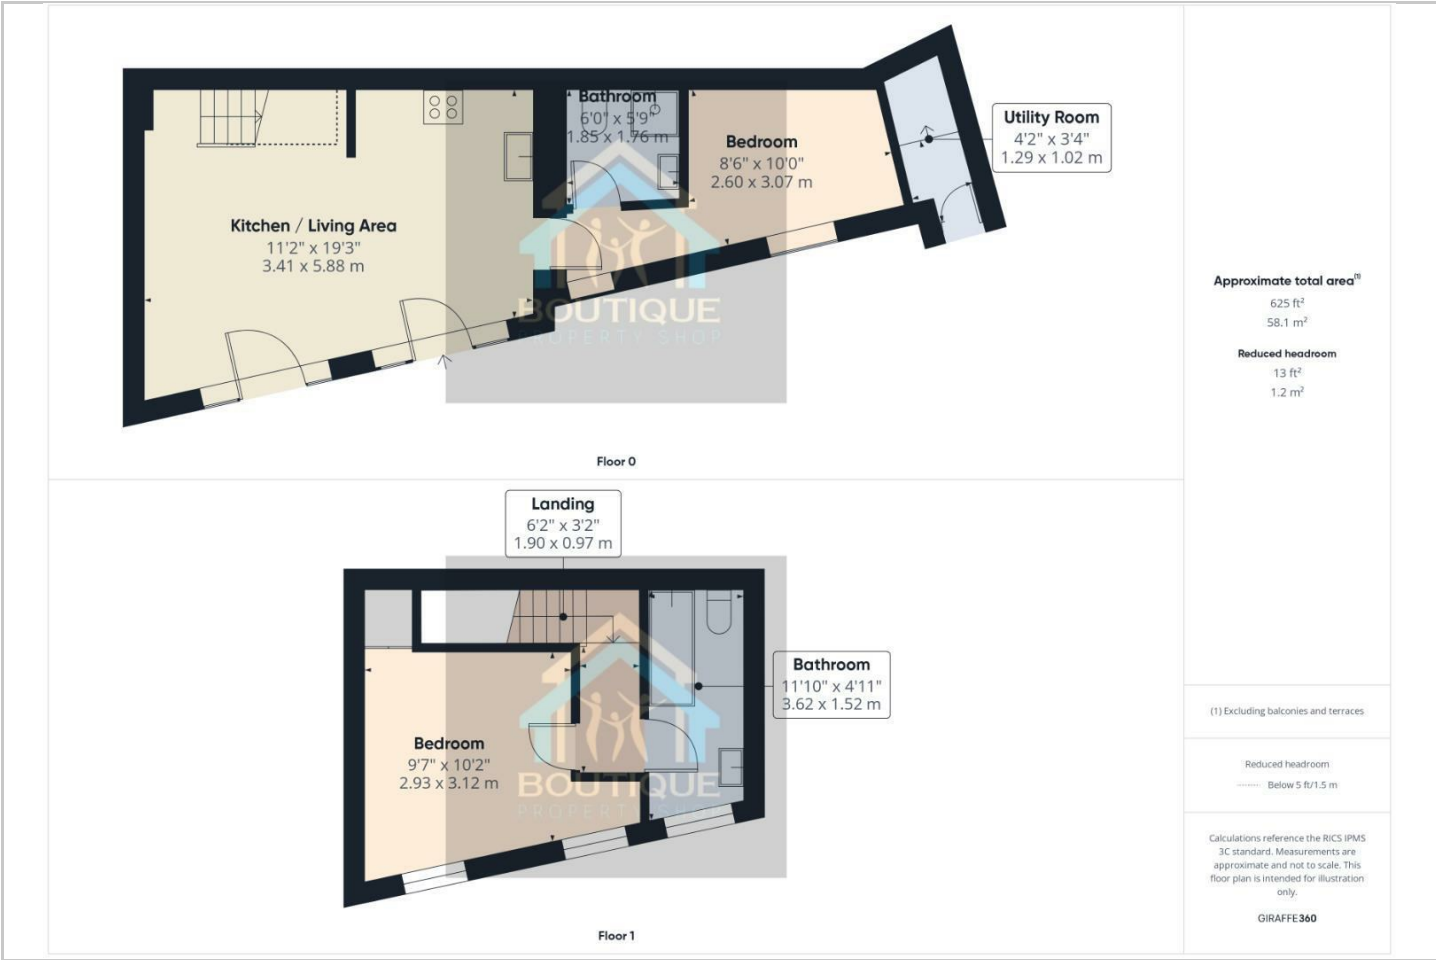 Bathroom
6'0" x 5'9"
1.85 x 1.76 m
Bedroom
8'6" x 10'0"
2.60 x 3.07 m
Utility Room
4'2" x 3'4"
1.29 x 1.02 m
Kitchen / Living Area
11'2" x 19'3"
3.41 x 5.88 m
BOUTIQUE
PROPERTY SHOP
Floor 0
Landing
6'2" x 3'2"
1.90 x 0.97 m
Bathroom
11'10" x 4'11"
3.62 x 1.52 m
Bedroom
9'7" x 10'2"
2.93 x 3.12 m
BOUTIQUE
PROPERTY SHOP
Floor 1
Approximate total area(1)
625 ft²
58.1 m²
Reduced headroom
13 ft²
1.2 m²
(1) Excluding balconies and terraces
Reduced headroom
Below 5 ft/1.5 m
Calculations reference the RICS IPMS
3C standard. Measurements are
approximate and not to scale. This
floor plan is intended for illustration
only.
GIRAFFE360